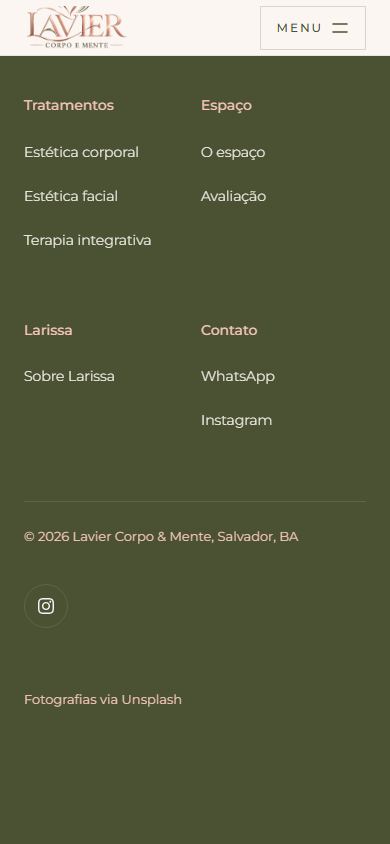 LAVIER
CORPO E MENTE
MENU
Tratamentos
Estética corporal
Estética facial
Terapia integrativa
Espaço
O espaço
Avaliação
Larissa
Sobre Larissa
Contato
WhatsApp
Instagram
© 2026 Lavier Corpo & Mente, Salvador, BA
Fotografias via Unsplash